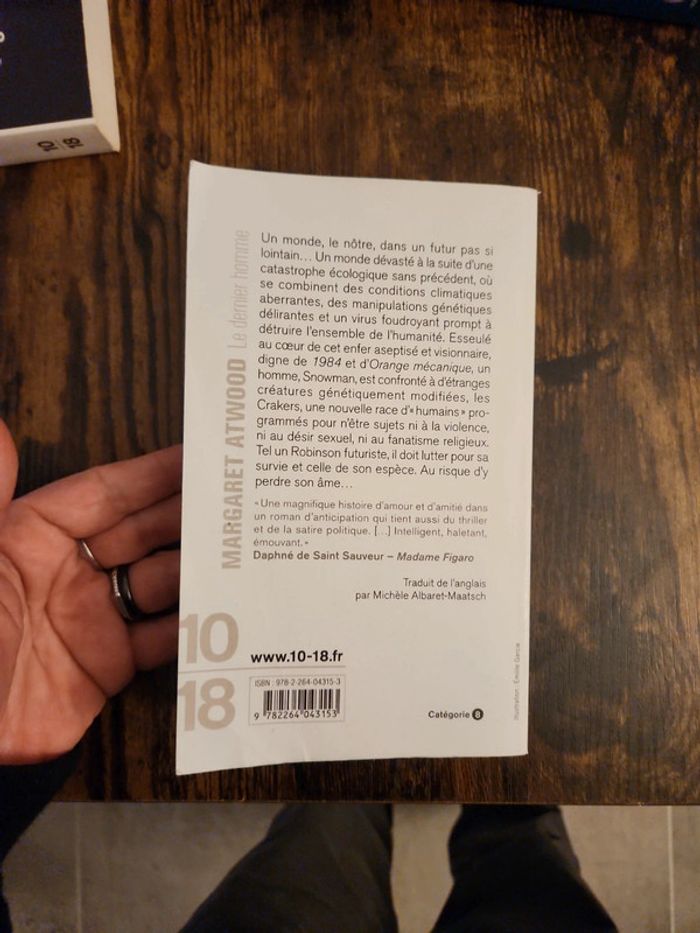 10
18
MARGARET ATWOOD Le dernier homme
Un monde, le nôtre, dans un futur pas si
lointain... Un monde dévasté à la suite d'une
catastrophe écologique sans précédent, où
se combinent des conditions climatiques
aberrantes, des manipulations génétiques
délirantes et un virus foudroyant prompt à
détruire l'ensemble de l'humanité. Esseulé
au cœur de cet enfer aseptisé et visionnaire,
digne de 1984 et d'Orange mécanique, un
homme, Snowman, est confronté à d'étranges
créatures génétiquement modifiées, les
Crakers, une nouvelle race d'« humains » pro-
grammés pour n'être sujets ni à la violence,
ni au désir sexuel, ni au fanatisme religieux.
Tel un Robinson futuriste, il doit lutter pour sa
survie et celle de son espèce. Au risque d'y
perdre son âme...
« Une magnifique histoire d'amour et d'amitié dans
un roman d'anticipation qui tient aussi du thriller
et de la satire politique. [...] Intelligent, haletant,
émouvant. »
Daphné de Saint Sauveur – Madame Figaro
Traduit de l'anglais
par Michèle Albaret-Maatsch
10
18
www.10-18.fr
ISBN : 978-2-264-04315-3
9 782264 043153
Catégorie 8
Illustration : Emilie Garcia